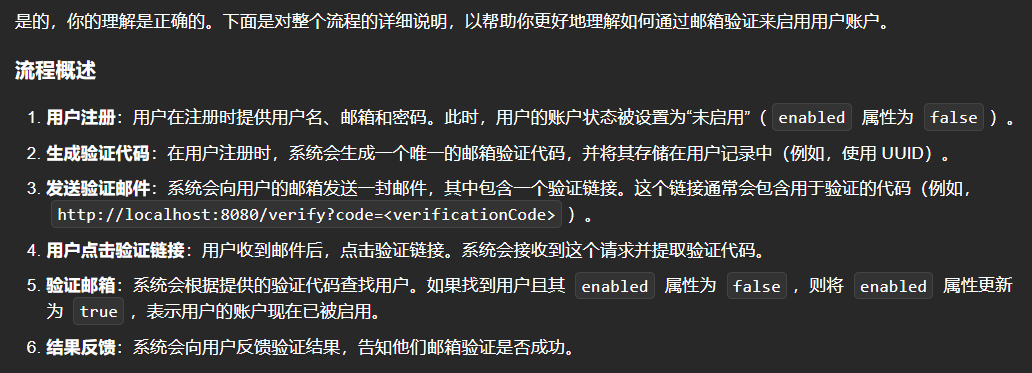 是的，你的理解是正确的。下面是对整个流程的详细说明，以帮助你更好地理解如何通过邮箱验证来启用用户账户。
流程概述
1. 用户注册：用户在注册时提供用户名、邮箱和密码。此时，用户的账户状态被设置为“未启用”（ enabled 属性为 false ）。
2. 生成验证代码：在用户注册时，系统会生成一个唯一的邮箱验证代码，并将其存储在用户记录中（例如，使用 UUID）。
3. 发送验证邮件：系统会向用户的邮箱发送一封邮件，其中包含一个验证链接。这个链接通常会包含用于验证的代码（例如，
http://localhost:8080/verify?code=<verificationCode> ）。
4. 用户点击验证链接：用户收到邮件后，点击验证链接。系统会接收到这个请求并提取验证代码。
5. 验证邮箱：系统会根据提供的验证代码查找用户。如果找到用户且其 enabled 属性为 false ，则将 enabled 属性更新
为 true ，表示用户的账户现在已被启用。
6. 结果反馈：系统会向用户反馈验证结果，告知他们邮箱验证是否成功。